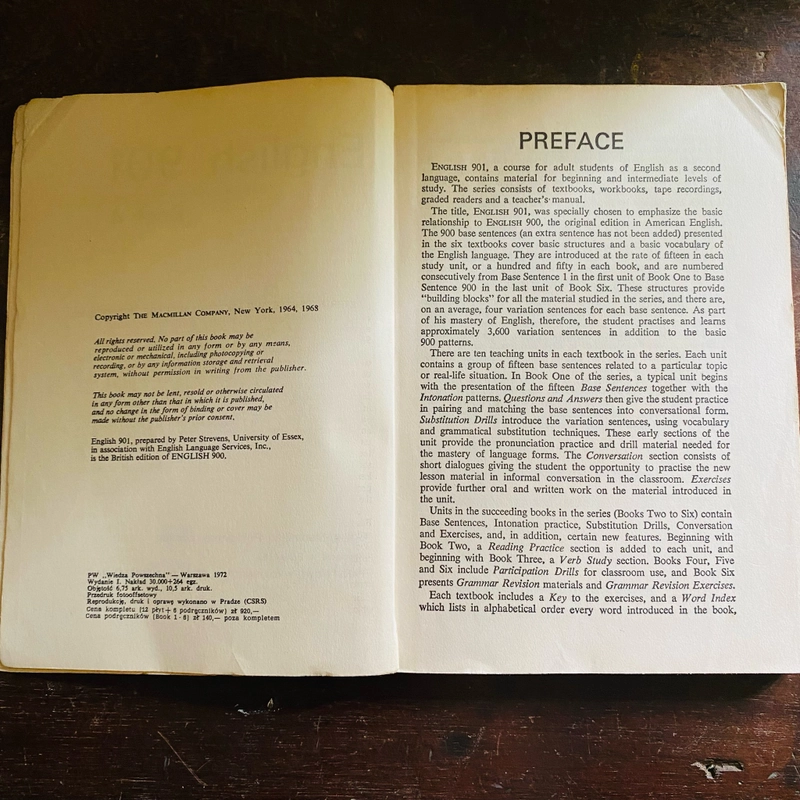 Copyright THE MACMILLAN COMPANY, New York, 1964, 1968
All rights reserved. No part of this book may be
reproduced or utilized in any form or by any means,
electronic or mechanical, including photocopying or
recording, or by any information storage and retrieval
system, without permission in writing from the publisher.
This book may not be lent, resold or otherwise circulated
in any form other than that in which it is published,
and no change in the form of binding or cover may be
made without the publisher's prior consent.
English 901, prepared by Peter Strevens, University of Essex,
in association with English Language Services, Inc.,
is the British edition of ENGLISH 900.
PW „Wiedza Powszechna" — Warszawa 1972
Wydanie I. Nakład 30.000+264 egz.
Objętość 6,75 ark. wyd., 10,5 ark. druk.
Przedruk fotooffsetowy
Reprodukcję, druk i oprawę wykonano w Pradze (CSRS)
Cena kompletu (12 płyt + 6 podręczników) zł 920,—
Cena podręczników (Book 1 - 6) zł 140,— poza kompletem
PREFACE
ENGLISH 901, a course for adult students of English as a second
language, contains material for beginning and intermediate levels of
study. The series consists of textbooks, workbooks, tape recordings,
graded readers and a teacher's manual.
The title, ENGLISH 901, was specially chosen to emphasize the basic
relationship to ENGLISH 900, the original edition in American English.
The 900 base sentences (an extra sentence has not been added) presented
in the six textbooks cover basic structures and a basic vocabulary of
the English language. They are introduced at the rate of fifteen in each
study unit, or a hundred and fifty in each book, and are numbered
consecutively from Base Sentence 1 in the first unit of Book One to Base
Sentence 900 in the last unit of Book Six. These structures provide
"building blocks" for all the material studied in the series, and there are,
on an average, four variation sentences for each base sentence. As part
of his mastery of English, therefore, the student practises and learns
approximately 3,600 variation sentences in addition to the basic
900 patterns.
There are ten teaching units in each textbook in the series. Each unit
contains a group of fifteen base sentences related to a particular topic
or real-life situation. In Book One of the series, a typical unit begins
with the presentation of the fifteen Base Sentences together with the
Intonation patterns. Questions and Answers then give the student practice
in pairing and matching the base sentences into conversational form.
Substitution Drills introduce the variation sentences, using vocabulary
and grammatical substitution techniques. These early sections of the
unit provide the pronunciation practice and drill material needed for
the mastery of language forms. The Conversation section consists of
short dialogues giving the student the opportunity to practise the new
lesson material in informal conversation in the classroom. Exercises
provide further oral and written work on the material introduced in
the unit.
Units in the succeeding books in the series (Books Two to Six) contain
Base Sentences, Intonation practice, Substitution Drills, Conversation
and Exercises, and, in addition, certain new features. Beginning with
Book Two, a Reading Practice section is added to each unit, and
beginning with Book Three, a Verb Study section. Books Four, Five
and Six include Participation Drills for classroom use, and Book Six
presents Grammar Revision materials and Grammar Revision Exercises.
Each textbook includes a Key to the exercises, and a Word Index
which lists in alphabetical order every word introduced in the book,